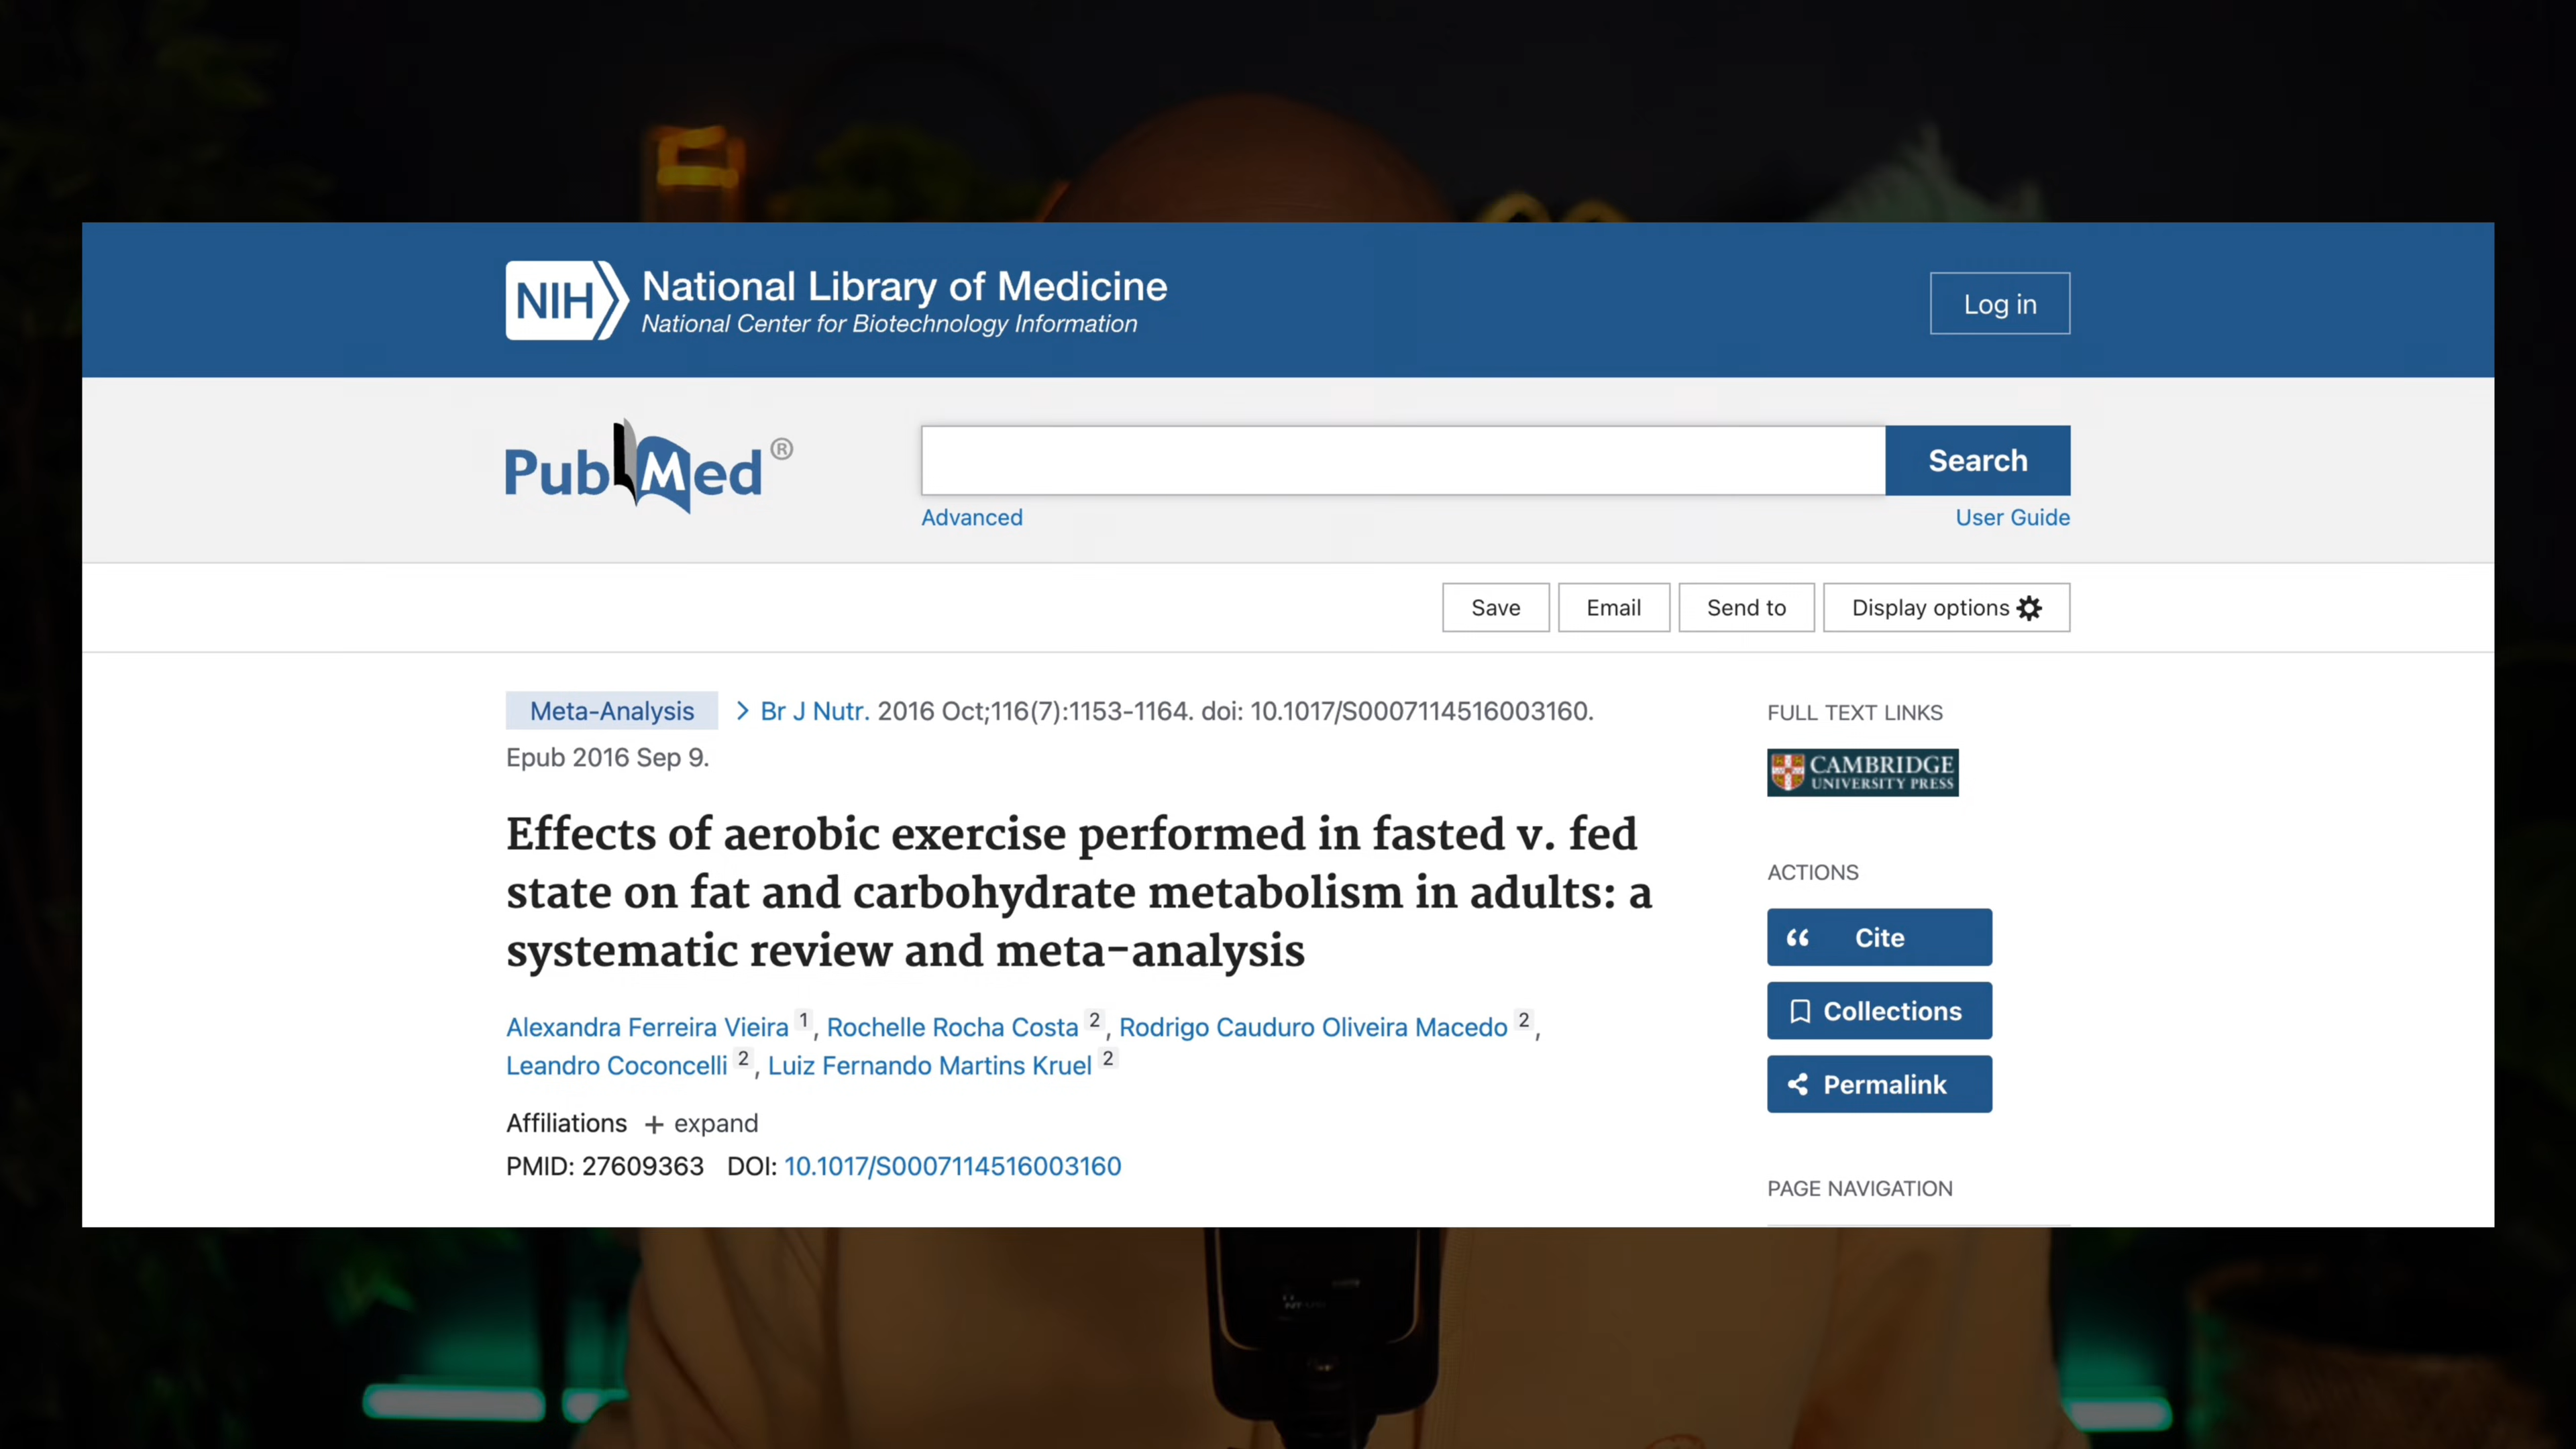 NIH National Library of Medicine
National Center for Biotechnology Information
Log in
PubMed®
Search
Advanced
User Guide
Save
Email
Send to
Display options
Meta-Analysis > Br J Nutr. 2016 Oct;116(7):1153-1164. doi: 10.1017/S0007114516003160.
Epub 2016 Sep 9.
Effects of aerobic exercise performed in fasted v. fed
state on fat and carbohydrate metabolism in adults: a
systematic review and meta-analysis
Alexandra Ferreira Vieira 1, Rochelle Rocha Costa 2, Rodrigo Cauduro Oliveira Macedo 2,
Leandro Coconcelli 2, Luiz Fernando Martins Kruel 2
Affiliations + expand
PMID: 27609363 DOI: 10.1017/S0007114516003160
FULL TEXT LINKS
CAMBRIDGE
UNIVERSITY PRESS
ACTIONS
Cite
Collections
Permalink
PAGE NAVIGATION